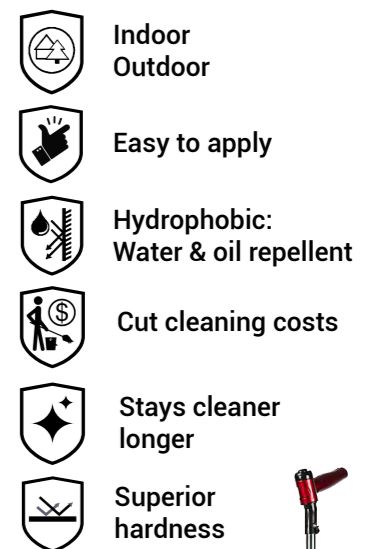 Indoor
Outdoor
Easy to apply
Hydrophobic:
Water & oil repellent
$
Cut cleaning costs
Stays cleaner
longer
Superior
hardness